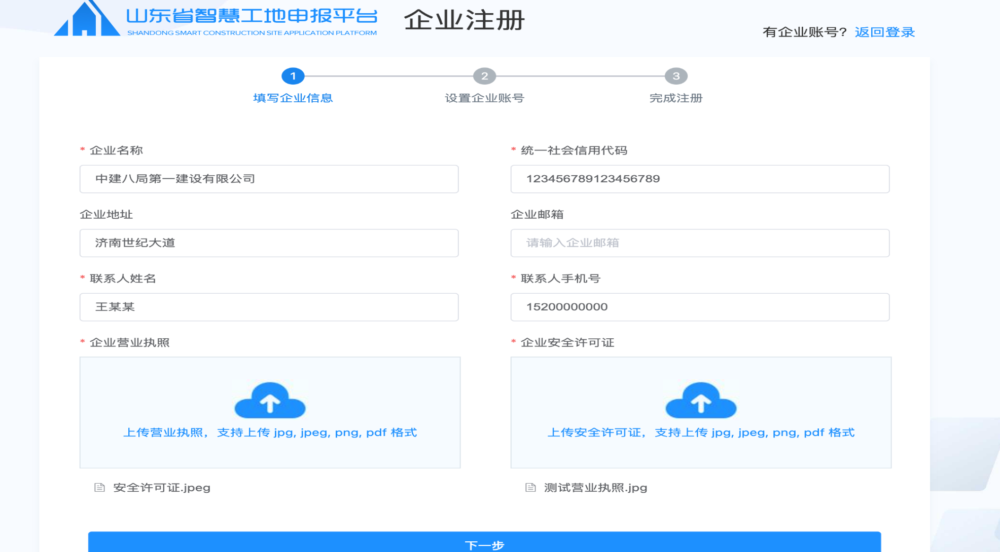 山东省智慧工地申报平台
SHANDONG SMART CONSTRUCTION SITE APPLICATION PLATFORM
企业注册
有企业账号? 返回登录
1 2 3
填写企业信息 设置企业账号 完成注册
* 企业名称 * 统一社会信用代码
中建八局第一建设有限公司 123456789123456789
企业地址 企业邮箱
济南世纪大道 请输入企业邮箱
* 联系人姓名 * 联系人手机号
王某某 15200000000
* 企业营业执照 * 企业安全许可证
上传营业执照，支持上传 jpg, jpeg, png, pdf 格式 上传安全许可证，支持上传 jpg, jpeg, png, pdf 格式
安全许可证.jpeg 测试营业执照.jpg
下一步